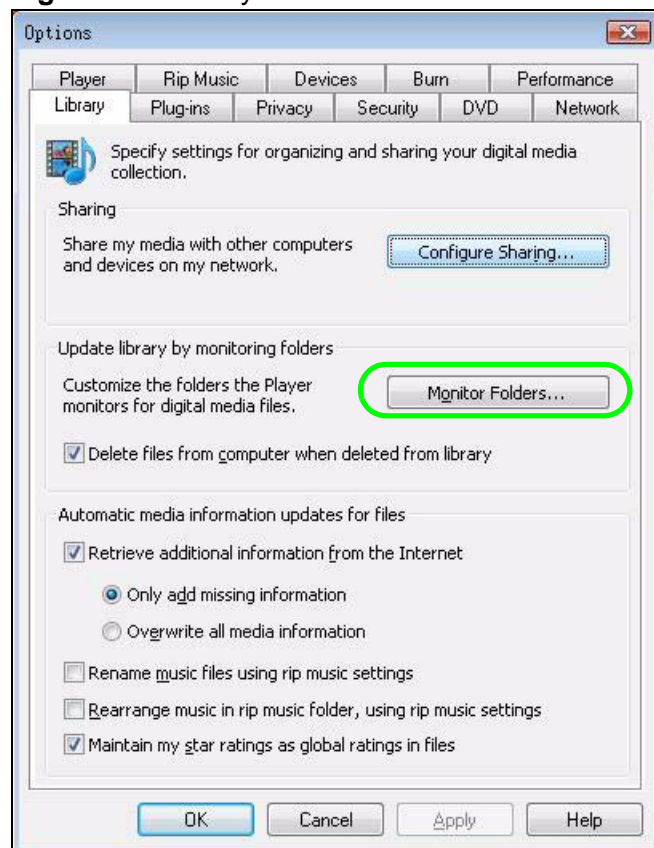 Options
Player Rip Music Devices Burn Performance
Library Plug-ins Privacy Security DVD Network
Specify settings for organizing and sharing your digital media
collection.
Sharing
Share my media with other computers
and devices on my network.
Configure Sharing...
Update library by monitoring folders
Customize the folders the Player
monitors for digital media files.
Monitor Folders...
Delete files from computer when deleted from library
Automatic media information updates for files
Retrieve additional information from the Internet
Only add missing information
Overwrite all media information
Rename music files using rip music settings
Rearrange music in rip music folder, using rip music settings
Maintain my star ratings as global ratings in files
OK Cancel Apply Help